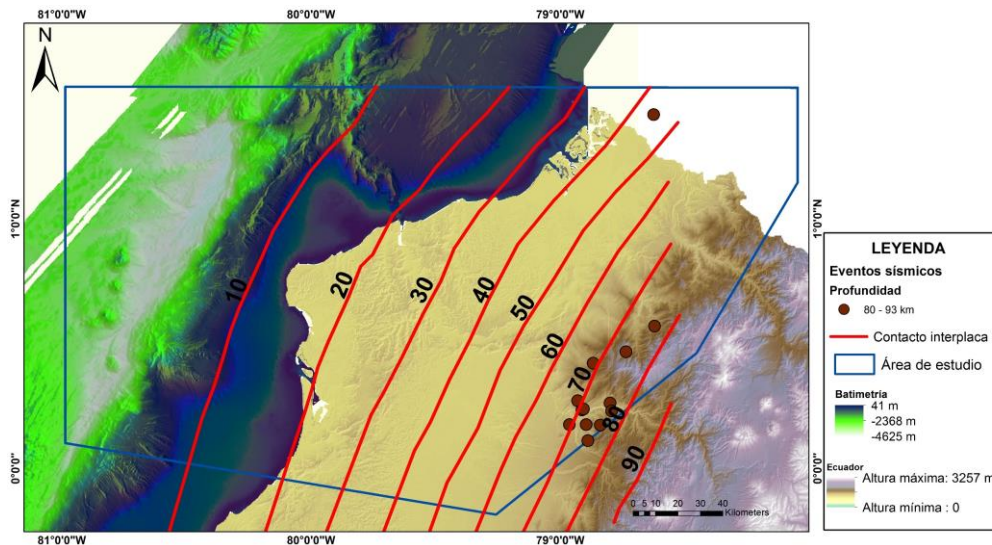 81°0'0"W 80°0'0"W 79°0'0"W
N
1°0'0"N 1°0'0"N
0°0'0" 0°0'0"
10
20
30
40
50
60
70
80
90
0 5 10 20 30 40
Kilometers
81°0'0"W 80°0'0"W 79°0'0"W
LEYENDA
Eventos sísmicos
Profundidad
80 - 93 km
Contacto interplaca
Área de estudio
Batimetría
41 m
-2368 m
-4625 m
Ecuador
Altura máxima: 3257 m
Altura mínima : 0